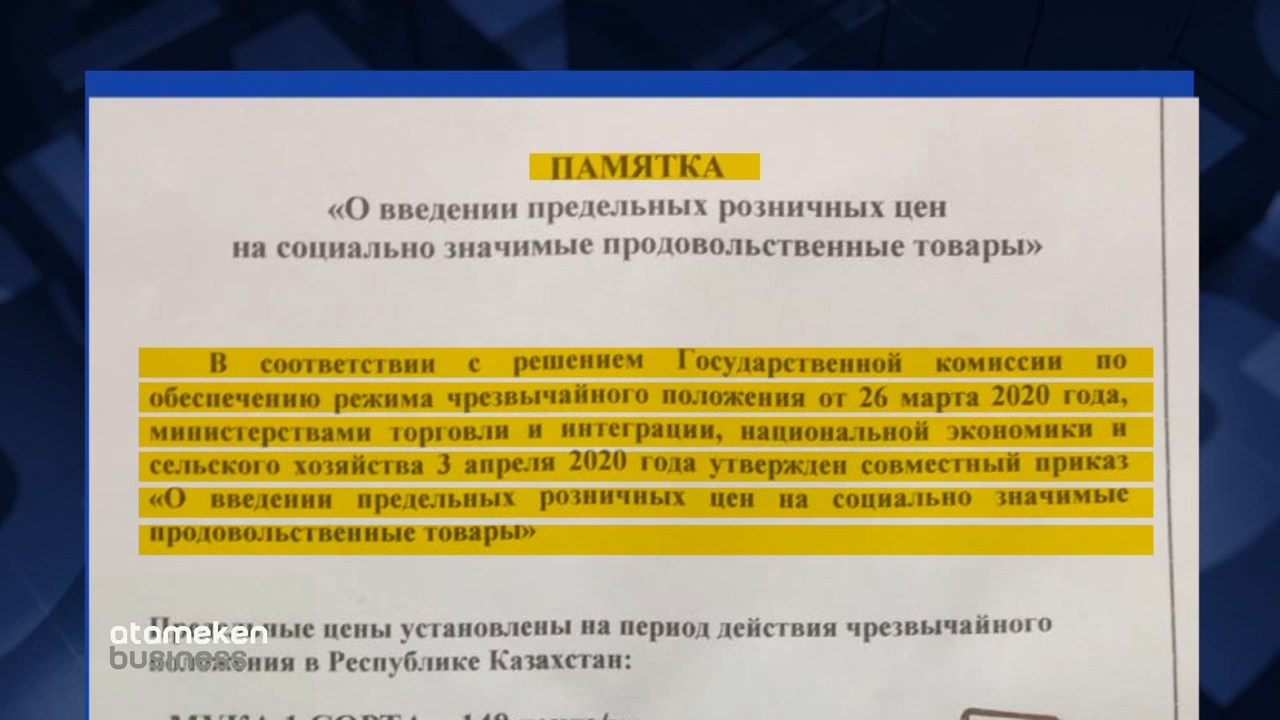 ПАМЯТКА
«О введении предельных розничных цен
на социально значимые продовольственные товары»
В соответствии с решением Государственной комиссии по
обеспечению режима чрезвычайного положения от 26 марта 2020 года,
министерствами торговли и интеграции, национальной экономики и
сельского хозяйства 3 апреля 2020 года утвержден совместный приказ
«О введении предельных розничных цен на социально значимые
продовольственные товары»
цены установлены на период действия чрезвычайного
в Республике Казахстан:
atameken
business